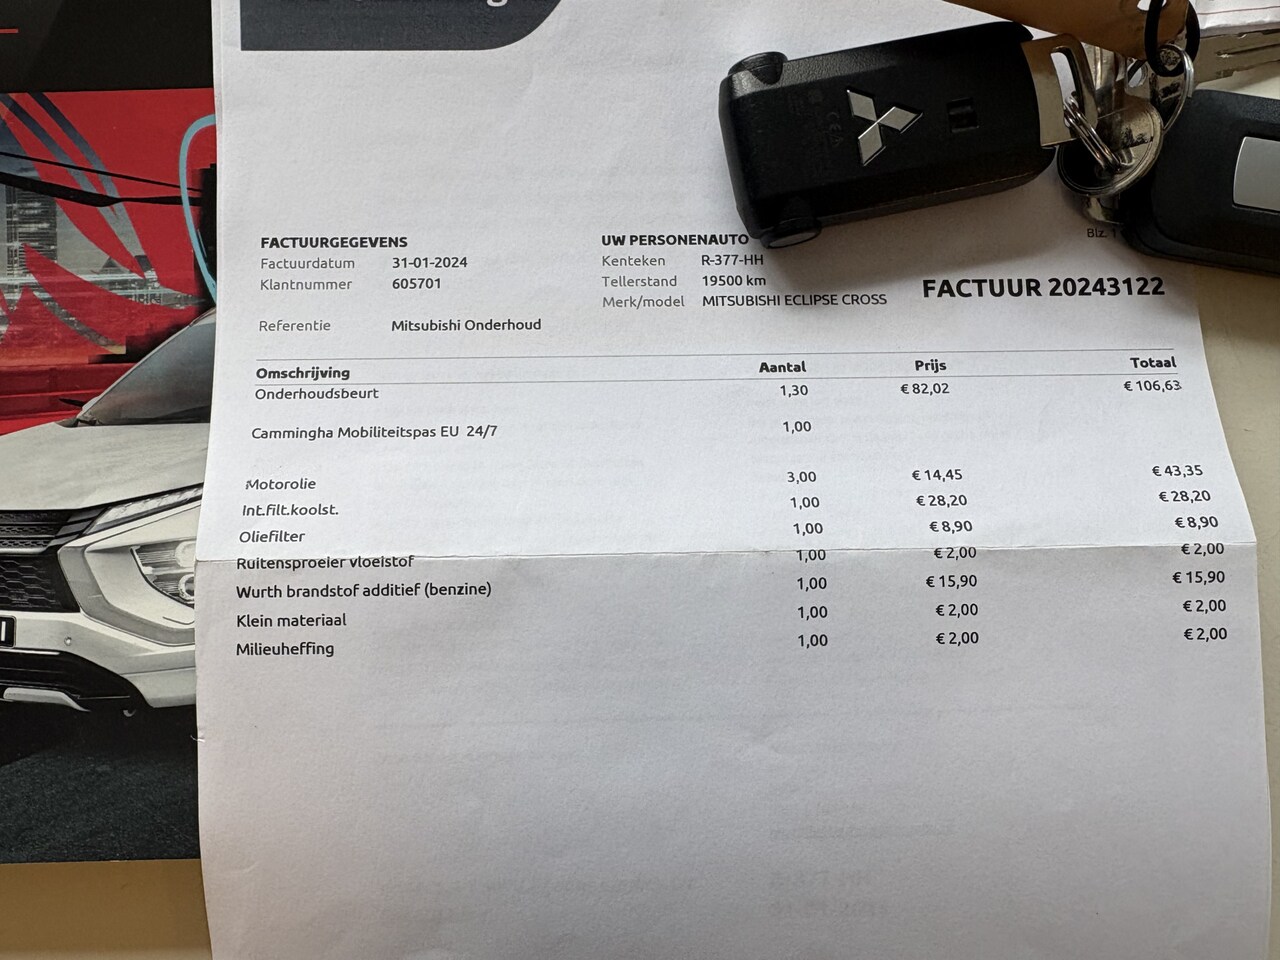 Blz. 1
FACTUURGEGEVENS
Factuurdatum 31-01-2024
Klantnummer 605701
Referentie Mitsubishi Onderhoud
UW PERSONENAUTO
Kenteken R-377-HH
Tellerstand 19500 km
Merk/model MITSUBISHI ECLIPSE CROSS
FACTUUR 20243122
Omschrijving Aantal Prijs Totaal
Onderhoudsbeurt 1,30 € 82,02 € 106,63
Cammingha Mobiliteitspas EU 24/7 1,00
Motorolie 3,00 € 14,45 € 43,35
Int.filt.koolst. 1,00 € 28,20 € 28,20
Oliefilter 1,00 € 8,90 € 8,90
Ruitensproeier vloeistof 1,00 € 2,00 € 2,00
Wurth brandstof additief (benzine) 1,00 € 15,90 € 15,90
Klein materiaal 1,00 € 2,00 € 2,00
Milieuheffing 1,00 € 2,00 € 2,00